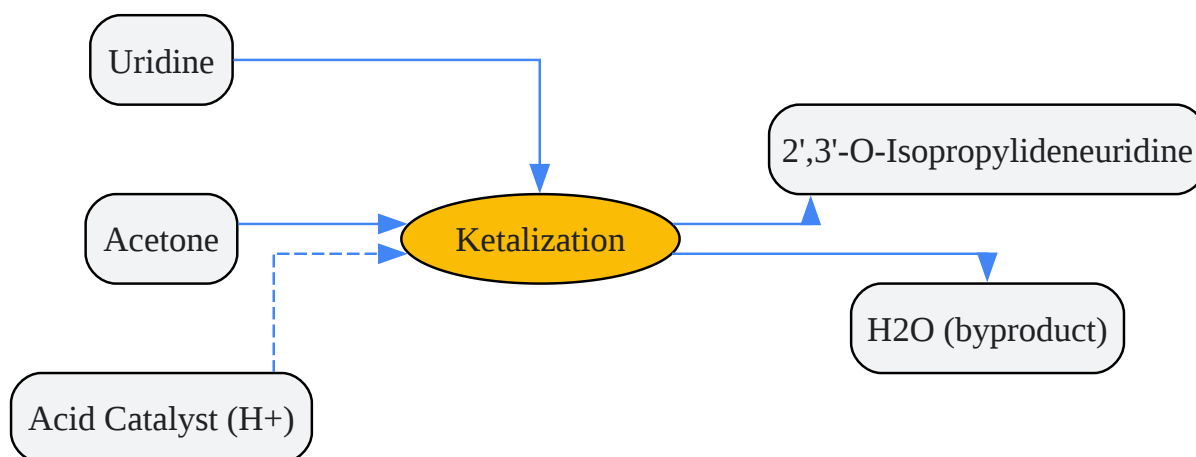 Uridine
2',3'-O-Isopropylideneuridine
Acetone
Ketalization
H2O (byproduct)
Acid Catalyst (H+)